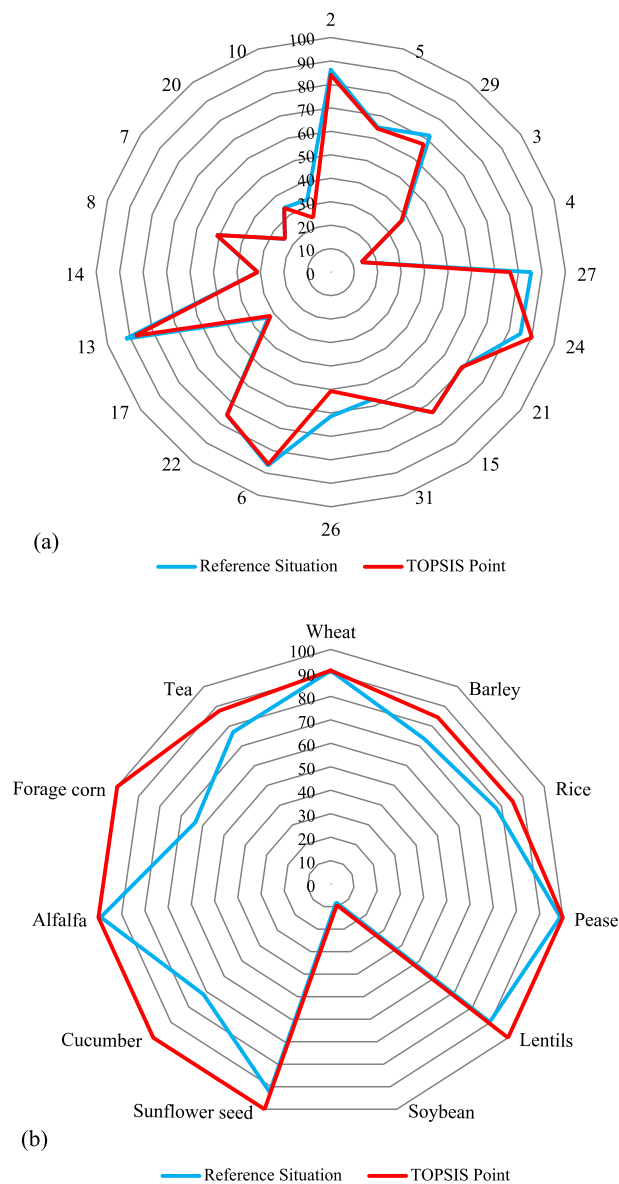 2
100
10
5
90
20
80
29
70
7
60
3
50
40
8
30
4
20
10
14
0
27
13
24
17
21
22
15
6
31
26
(a)
Reference Situation TOPSIS Point
Wheat
100
Tea
90
Barley
80
70
60
Forage corn
50
Rice
40
30
20
10
0
Alfalfa
Pease
Cucumber
Lentils
Sunflower seed
Soybean
(b)
Reference Situation TOPSIS Point